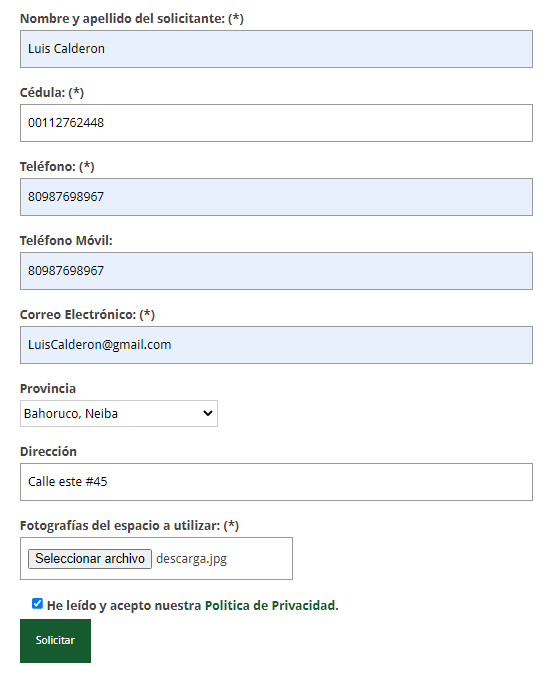 Nombre y apellido del solicitante: (*)
Luis Calderon
Cédula: (*)
00112762448
Teléfono: (*)
80987698967
Teléfono Móvil:
80987698967
Correo Electrónico: (*)
LuisCalderon@gmail.com
Provincia
Bahoruco, Neiba
Dirección
Calle este #45
Fotografías del espacio a utilizar: (*)
Seleccionar archivo descarga.jpg
He leído y acepto nuestra Politica de Privacidad.
Solicitar